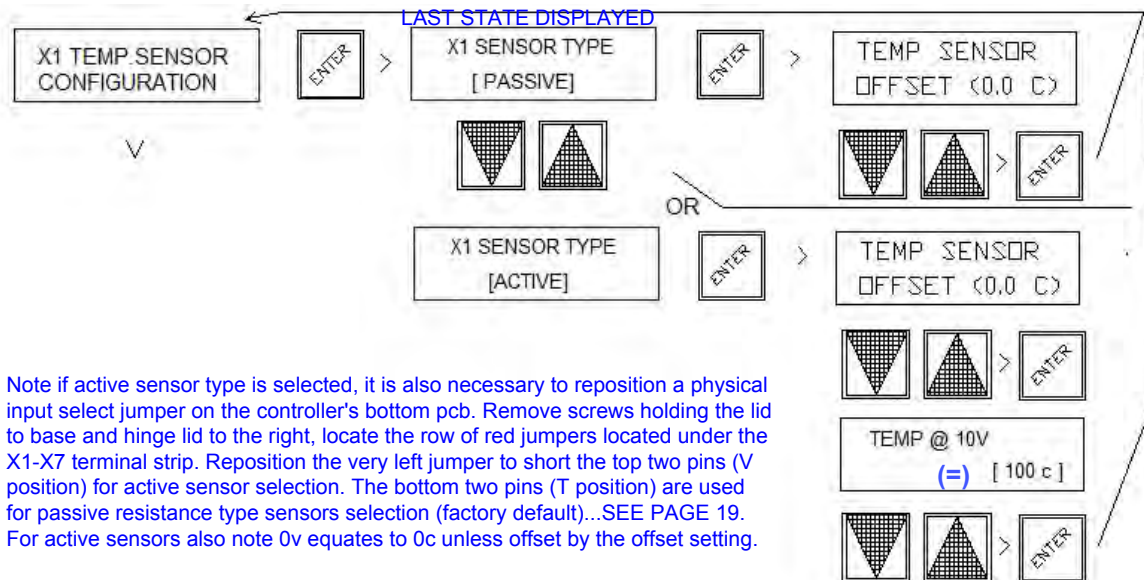 LAST STATE DISPLAYED
X1 TEMP.SENSOR
CONFIGURATION
ENTER
>
X1 SENSOR TYPE
[ PASSIVE]
ENTER
>
TEMP SENSOR
OFFSET (0.0 C)
V
>
ENTER
OR
X1 SENSOR TYPE
[ACTIVE]
ENTER
>
TEMP SENSOR
OFFSET (0.0 C)
>
ENTER
Note if active sensor type is selected, it is also necessary to reposition a physical
input select jumper on the controller's bottom pcb. Remove screws holding the lid
to base and hinge lid to the right, locate the row of red jumpers located under the
X1-X7 terminal strip. Reposition the very left jumper to short the top two pins (V
position) for active sensor selection. The bottom two pins (T position) are used
for passive resistance type sensors selection (factory default)...SEE PAGE 19.
For active sensors also note 0v equates to 0c unless offset by the offset setting.
TEMP @ 10V
(=) [ 100 c ]
>
ENTER